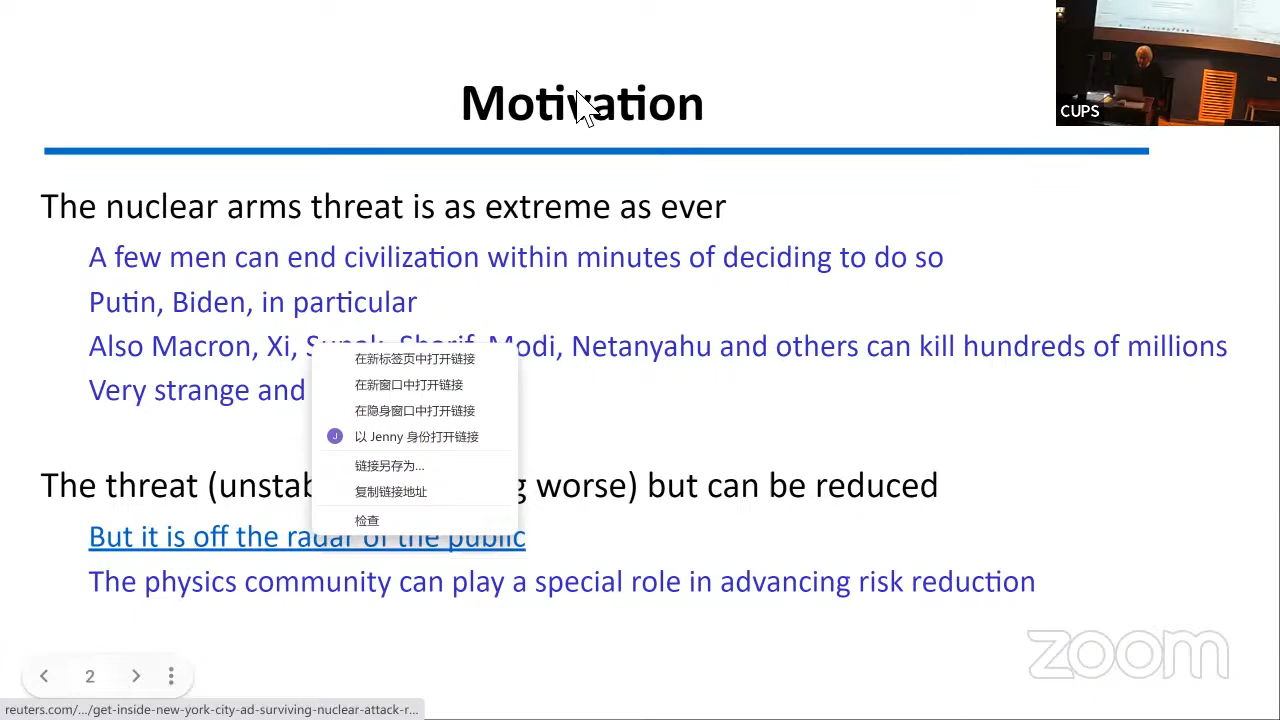 Motivation
CUPS
The nuclear arms threat is as extreme as ever
A few men can end civilization within minutes of deciding to do so
Putin, Biden, in particular
Also Macron, Xi, Sunak, Sharif, Modi, Netanyahu and others can kill hundreds of millions
Very strange and
在新标签页中打开链接
在新窗口中打开链接
在隐身窗口中打开链接
J 以 Jenny 身份打开链接
链接另存为...
复制链接地址
检查
The threat (unstab g worse) but can be reduced
But it is off the radar of the public
The physics community can play a special role in advancing risk reduction
zoom
2
reuters.com/.../get-inside-new-york-city-ad-surviving-nuclear-attack-r...